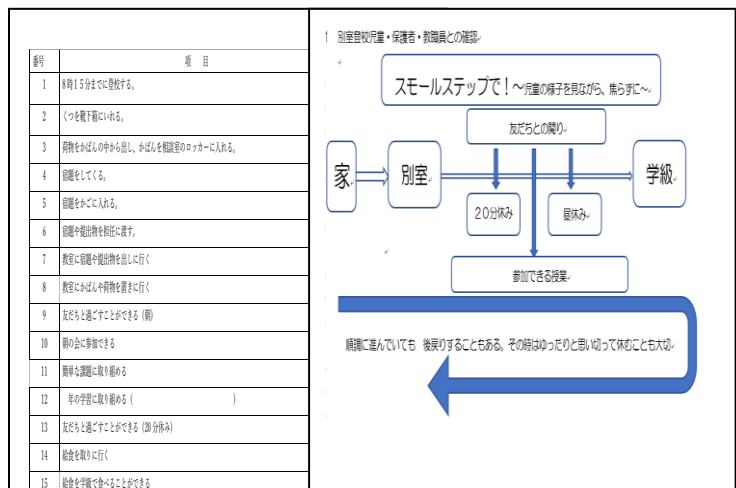 番号 項　目
1 8時15分までに登校する。
2 くつを靴下箱にいれる。
3 荷物をかばんの中から出し、かばんを相談室のロッカーに入れる。
4 宿題をしてくる。
5 宿題をかごに入れる。
6 宿題や提出物を担任に渡す。
7 教室に宿題や提出物を出しに行く
8 教室にかばんや荷物を置きに行く
9 友だちと過ごすことができる（朝）
10 朝の会に参加できる
11 簡単な課題に取り組める
12 年の学習に取り組める（　　　　　　　）
13 友だちと過ごすことができる（20分休み）
14 給食を取りに行く
15 給食を学級で食べることができる
1 別室登校児童・保護者・教職員との確認
スモールステップで！～児童の様子を見ながら、焦らずに～
友だちとの関り
家
別室
学級
20分休み
昼休み
参加できる授業
順調に進んでいても　後戻りすることもある。その時はゆったりと思い切って休むことも大切